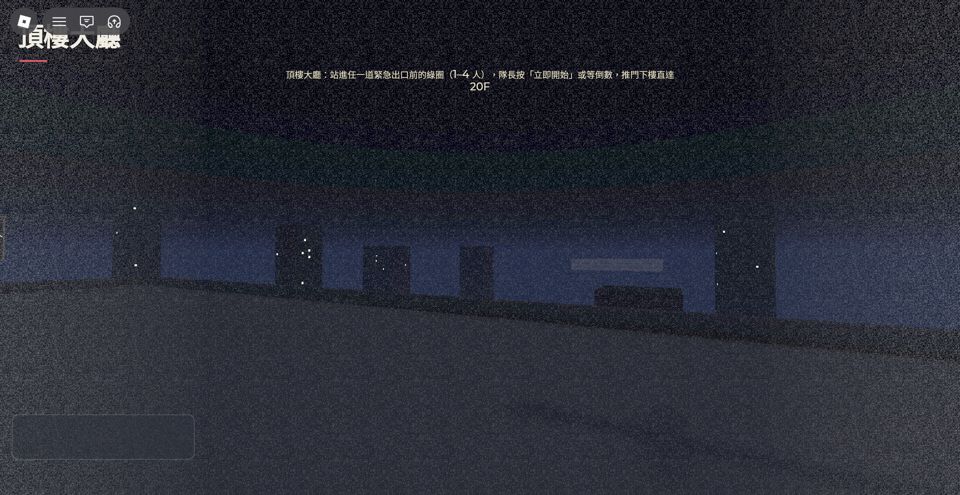 頂樓大廳
頂樓大廳：站進任一道緊急出口前的綠圈（1–4 人），隊長按「立即開始」或等倒數，推門下樓直達
20F